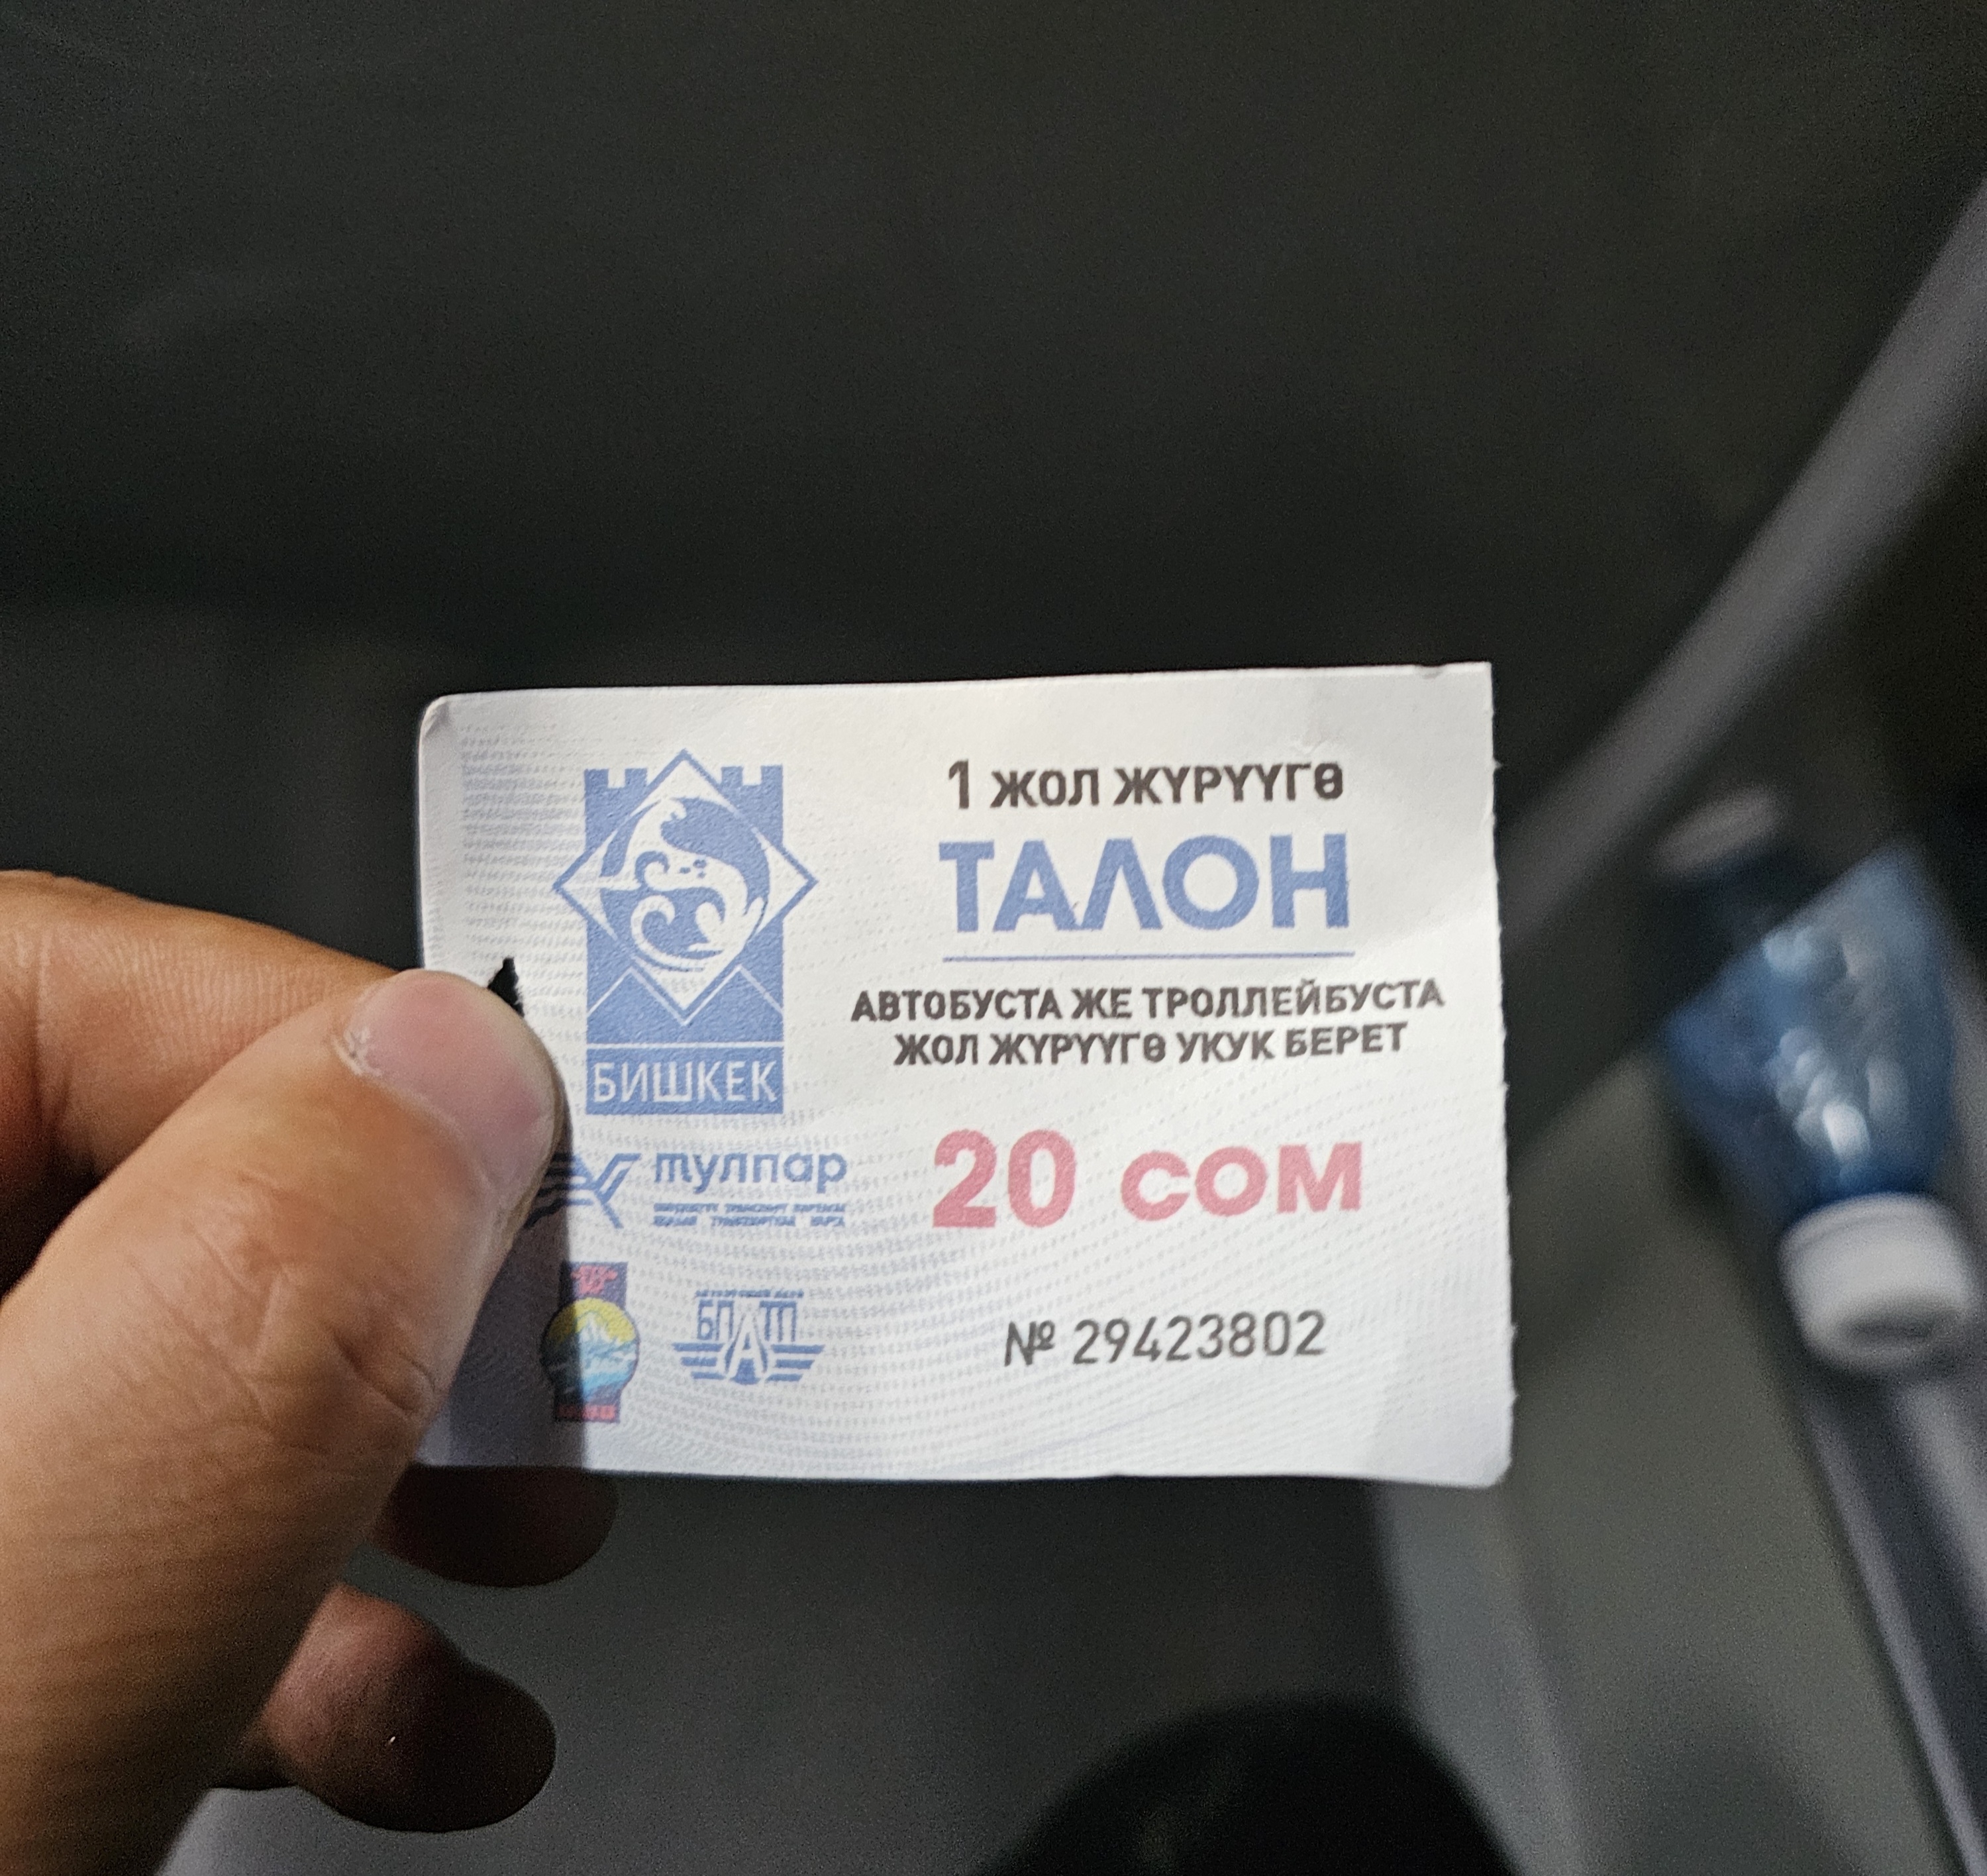 1 ЖОЛ ЖҮРҮҮГӨ
ТАЛОН
АВТОБУСТА ЖЕ ТРОЛЛЕЙБУСТА
ЖОЛ ЖҮРҮҮГӨ УКУК БЕРЕТ
20 СОМ
№ 29423802
БИШКЕК
тулпар
БПАТП